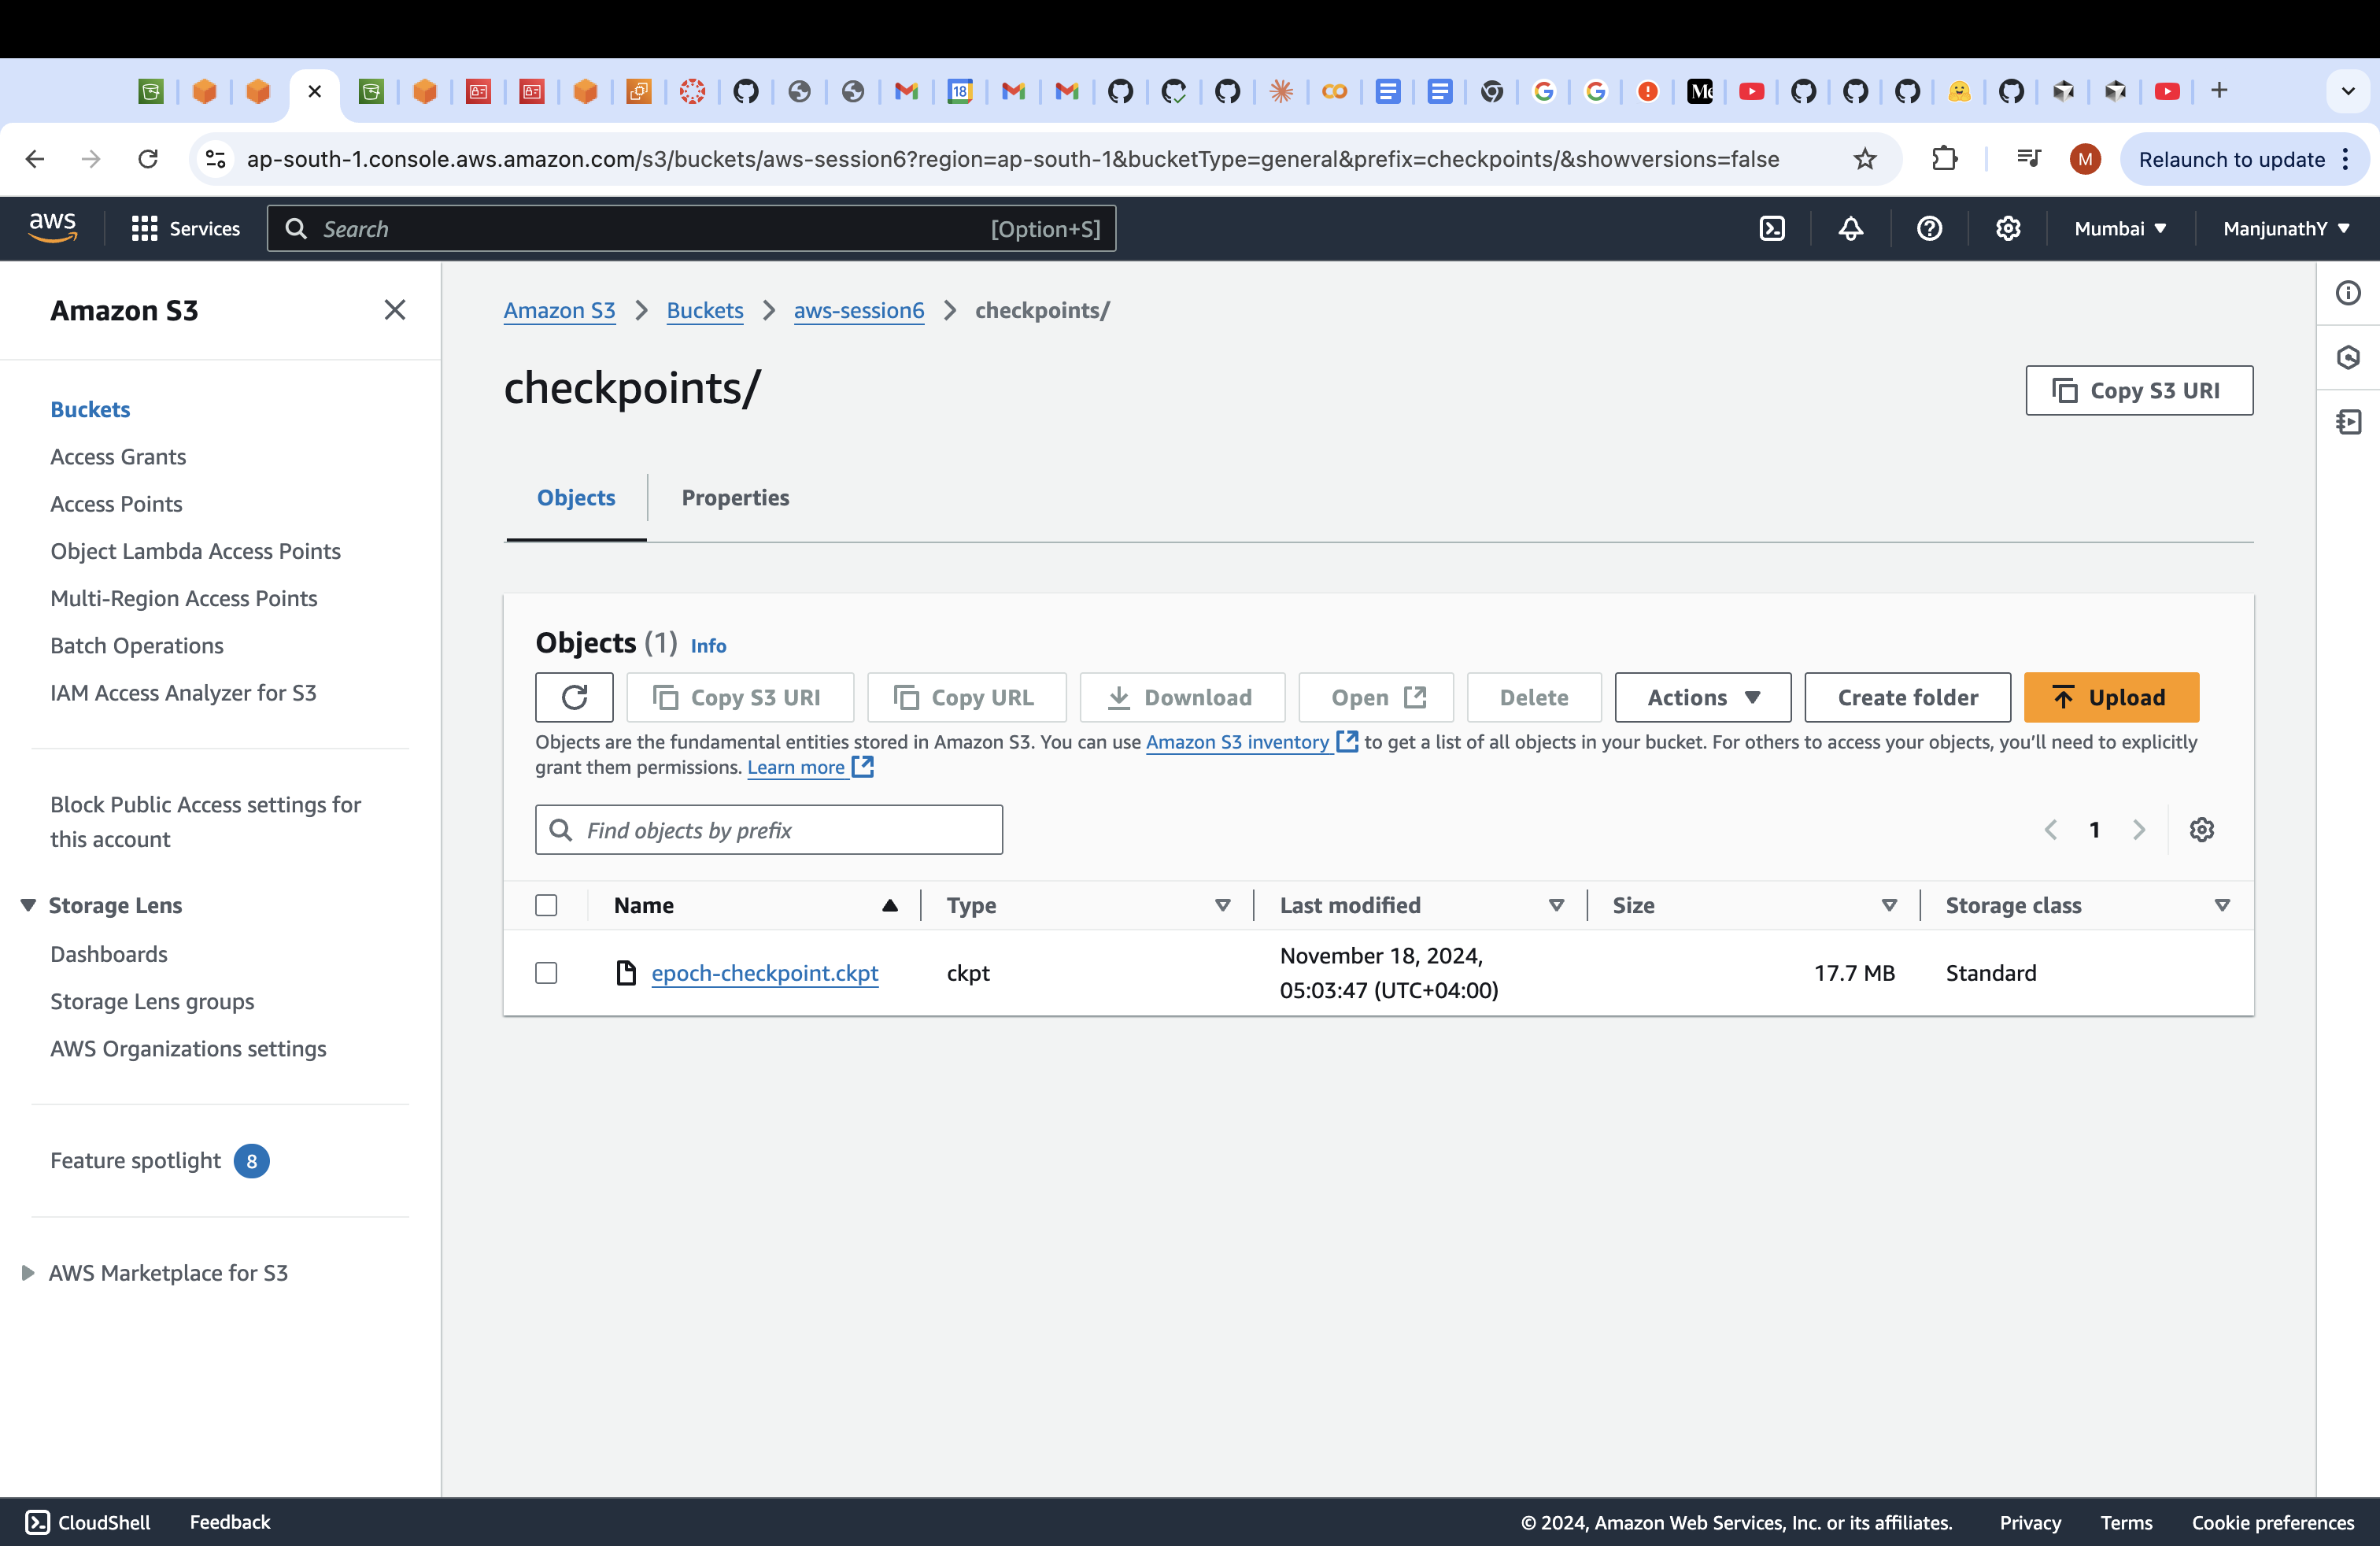 18
Me
ap-south-1.console.aws.amazon.com/s3/buckets/aws-session6?region=ap-south-1&bucketType=general&prefix=checkpoints/&showversions=false
M
Relaunch to update
aws
Services
Search
[Option+S]
Mumbai
ManjunathY
Amazon S3
Buckets
Access Grants
Access Points
Object Lambda Access Points
Multi-Region Access Points
Batch Operations
IAM Access Analyzer for S3
Block Public Access settings for
this account
Storage Lens
Dashboards
Storage Lens groups
AWS Organizations settings
Feature spotlight 8
AWS Marketplace for S3
Amazon S3 > Buckets > aws-session6 > checkpoints/
checkpoints/
Copy S3 URI
Objects
Properties
Objects (1) Info
Copy S3 URI
Copy URL
Download
Open
Delete
Actions
Create folder
Upload
Objects are the fundamental entities stored in Amazon S3. You can use Amazon S3 inventory to get a list of all objects in your bucket. For others to access your objects, you'll need to explicitly
grant them permissions. Learn more
Find objects by prefix
1
Name Type Last modified Size Storage class
epoch-checkpoint.ckpt ckpt November 18, 2024, 17.7 MB Standard
05:03:47 (UTC+04:00)
CloudShell Feedback © 2024, Amazon Web Services, Inc. or its affiliates. Privacy Terms Cookie preferences